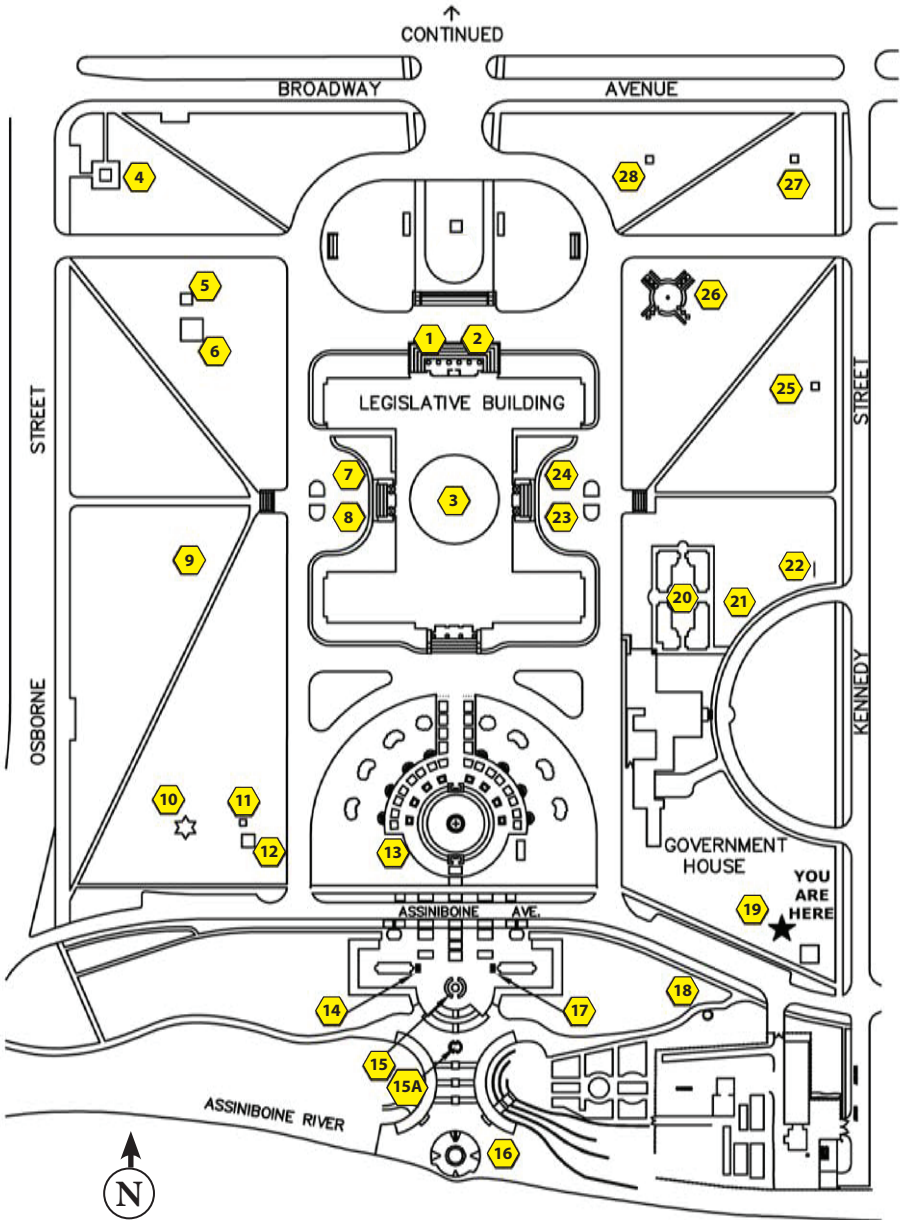 CONTINUED
BROADWAY AVENUE
4
28
27
5
26
6
1
2
LEGISLATIVE BUILDING
STREET
STREET
25
7
24
3
8
23
9
22
20
21
OSBORNE
KENNEDY
10
11
12
13
GOVERNMENT
HOUSE
YOU
ARE
HERE
19
ASSINIBOINE AVE.
14
17
18
15
15A
ASSINIBOINE RIVER
16
N